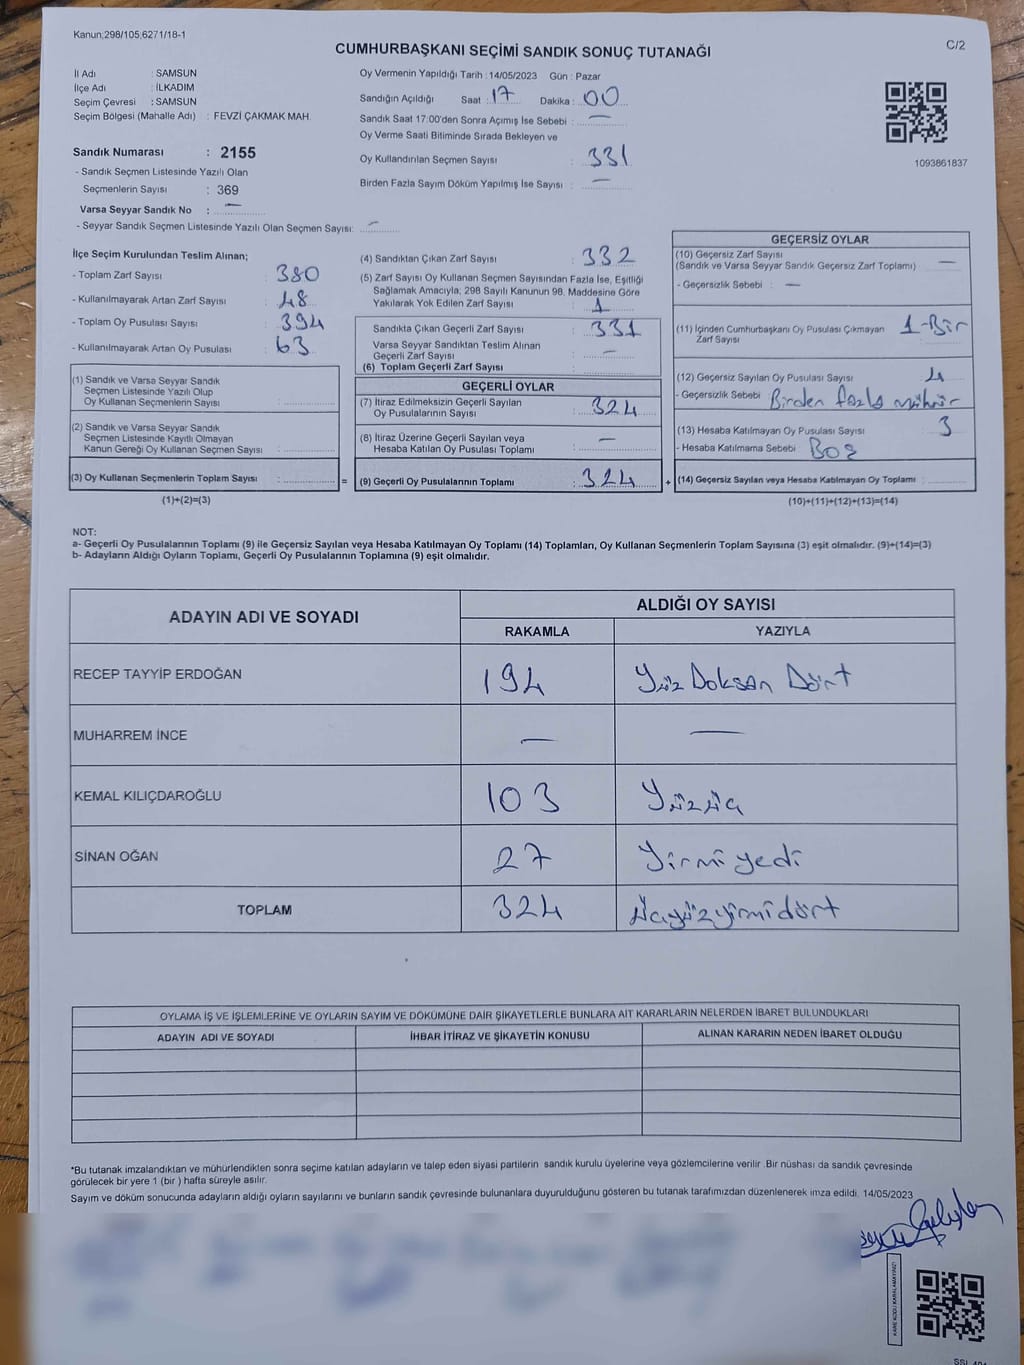 Kanun;298/105,6271/18-1
C/2
CUMHURBAŞKANI SEÇİMİ SANDIK SONUÇ TUTANAĞI
İl Adı : SAMSUN
İlçe Adı : İLKADIM
Seçim Çevresi : SAMSUN
Seçim Bölgesi (Mahalle Adı) : FEVZİ ÇAKMAK MAH.
Sandık Numarası : 2155
- Sandık Seçmen Listesinde Yazılı Olan
Seçmenlerin Sayısı : 369
Varsa Seyyar Sandık No : —
- Seyyar Sandık Seçmen Listesinde Yazılı Olan Seçmen Sayısı: —
Oy Vermenin Yapıldığı Tarih : 14/05/2023 Gün : Pazar
Sandığın Açıldığı Saat : 17 Dakika : 00
Sandık Saat 17:00'den Sonra Açımış İse Sebebi : —
Oy Verme Saati Bitiminde Sırada Bekleyen ve
Oy Kullandırılan Seçmen Sayısı : 331
Birden Fazla Sayım Döküm Yapılmış İse Sayısı : —
1093861837
İlçe Seçim Kurulundan Teslim Alınan;
- Toplam Zarf Sayısı : 380
- Kullanılmayarak Artan Zarf Sayısı : 48
- Toplam Oy Pusulası Sayısı : 394
- Kullanılmayarak Artan Oy Pusulası : 63
(1) Sandık ve Varsa Seyyar Sandık
Seçmen Listesinde Yazılı Olup
Oy Kullanan Seçmenlerin Sayısı :
(2) Sandık ve Varsa Seyyar Sandık
Seçmen Listesinde Kayıtlı Olmayan
Kanun Gereği Oy Kullanan Seçmen Sayısı :
(3) Oy Kullanan Seçmenlerin Toplam Sayısı : =
(1)+(2)=(3)
(4) Sandıktan Çıkan Zarf Sayısı : 332
(5) Zarf Sayısı Oy Kullanan Seçmen Sayısından Fazla İse, Eşitliği
Sağlamak Amacıyla; 298 Sayılı Kanunun 98. Maddesine Göre
Yakılarak Yok Edilen Zarf Sayısı : 1
Sandıkta Çıkan Geçerli Zarf Sayısı : 331
Varsa Seyyar Sandıktan Teslim Alınan
Geçerli Zarf Sayısı : —
(6) Toplam Geçerli Zarf Sayısı :
GEÇERLİ OYLAR
(7) İtiraz Edilmeksizin Geçerli Sayılan
Oy Pusulalarının Sayısı : 324
(8) İtiraz Üzerine Geçerli Sayılan veya
Hesaba Katılan Oy Pusulası Toplamı : —
(9) Geçerli Oy Pusulalarının Toplamı : 324 +
GEÇERSİZ OYLAR
(10) Geçersiz Zarf Sayısı
(Sandık ve Varsa Seyyar Sandık Geçersiz Zarf Toplamı) —
- Geçersizlik Sebebi : —
(11) İçinden Cumhurbaşkanı Oy Pusulası Çıkmayan 1-Bir
Zarf Sayısı
(12) Geçersiz Sayılan Oy Pusulası Sayısı 4
- Geçersizlik Sebebi Birden fazla mühür
(13) Hesaba Katılmayan Oy Pusulası Sayısı 3
- Hesaba Katılmama Sebebi Boş
(14) Geçersiz Sayılan veya Hesaba Katılmayan Oy Toplamı :
(10)+(11)+(12)+(13)=(14)
NOT:
a- Geçerli Oy Pusulalarının Toplamı (9) ile Geçersiz Sayılan veya Hesaba Katılmayan Oy Toplamı (14) Toplamları, Oy Kullanan Seçmenlerin Toplam Sayısına (3) eşit olmalıdır. (9)+(14)=(3)
b- Adayların Aldığı Oyların Toplamı, Geçerli Oy Pusulalarının Toplamına (9) eşit olmalıdır.
ADAYIN ADI VE SOYADI
ALDIĞI OY SAYISI
RAKAMLA YAZIYLA
RECEP TAYYİP ERDOĞAN 194 Yüz Doksan Dört
MUHARREM İNCE — —
KEMAL KILIÇDAROĞLU 103 Yüzüç
SİNAN OĞAN 27 Yirmiyedi
TOPLAM 324 Üçyüzyirmidört
OYLAMA İŞ VE İŞLEMLERİNE VE OYLARIN SAYIM VE DÖKÜMÜNE DAİR ŞİKAYETLERLE BUNLARA AİT KARARLARIN NELERDEN İBARET BULUNDUKLARI
ADAYIN ADI VE SOYADI İHBAR İTİRAZ VE ŞİKAYETİN KONUSU ALINAN KARARIN NEDEN İBARET OLDUĞU
*Bu tutanak imzalandıktan ve mühürlendikten sonra seçime katılan adayların ve talep eden siyasi partilerin sandık kurulu üyelerine veya gözlemcilerine verilir .Bir nüshası da sandık çevresinde
görülecek bir yere 1 (bir ) hafta süreyle asılır.
Sayım ve döküm sonucunda adayların aldığı oyların sayılarını ve bunların sandık çevresinde bulunanlara duyurulduğunu gösteren bu tutanak tarafımızdan düzenlenerek imza edildi. 14/05/2023
KARE KODU KARALAMAYINIZ!